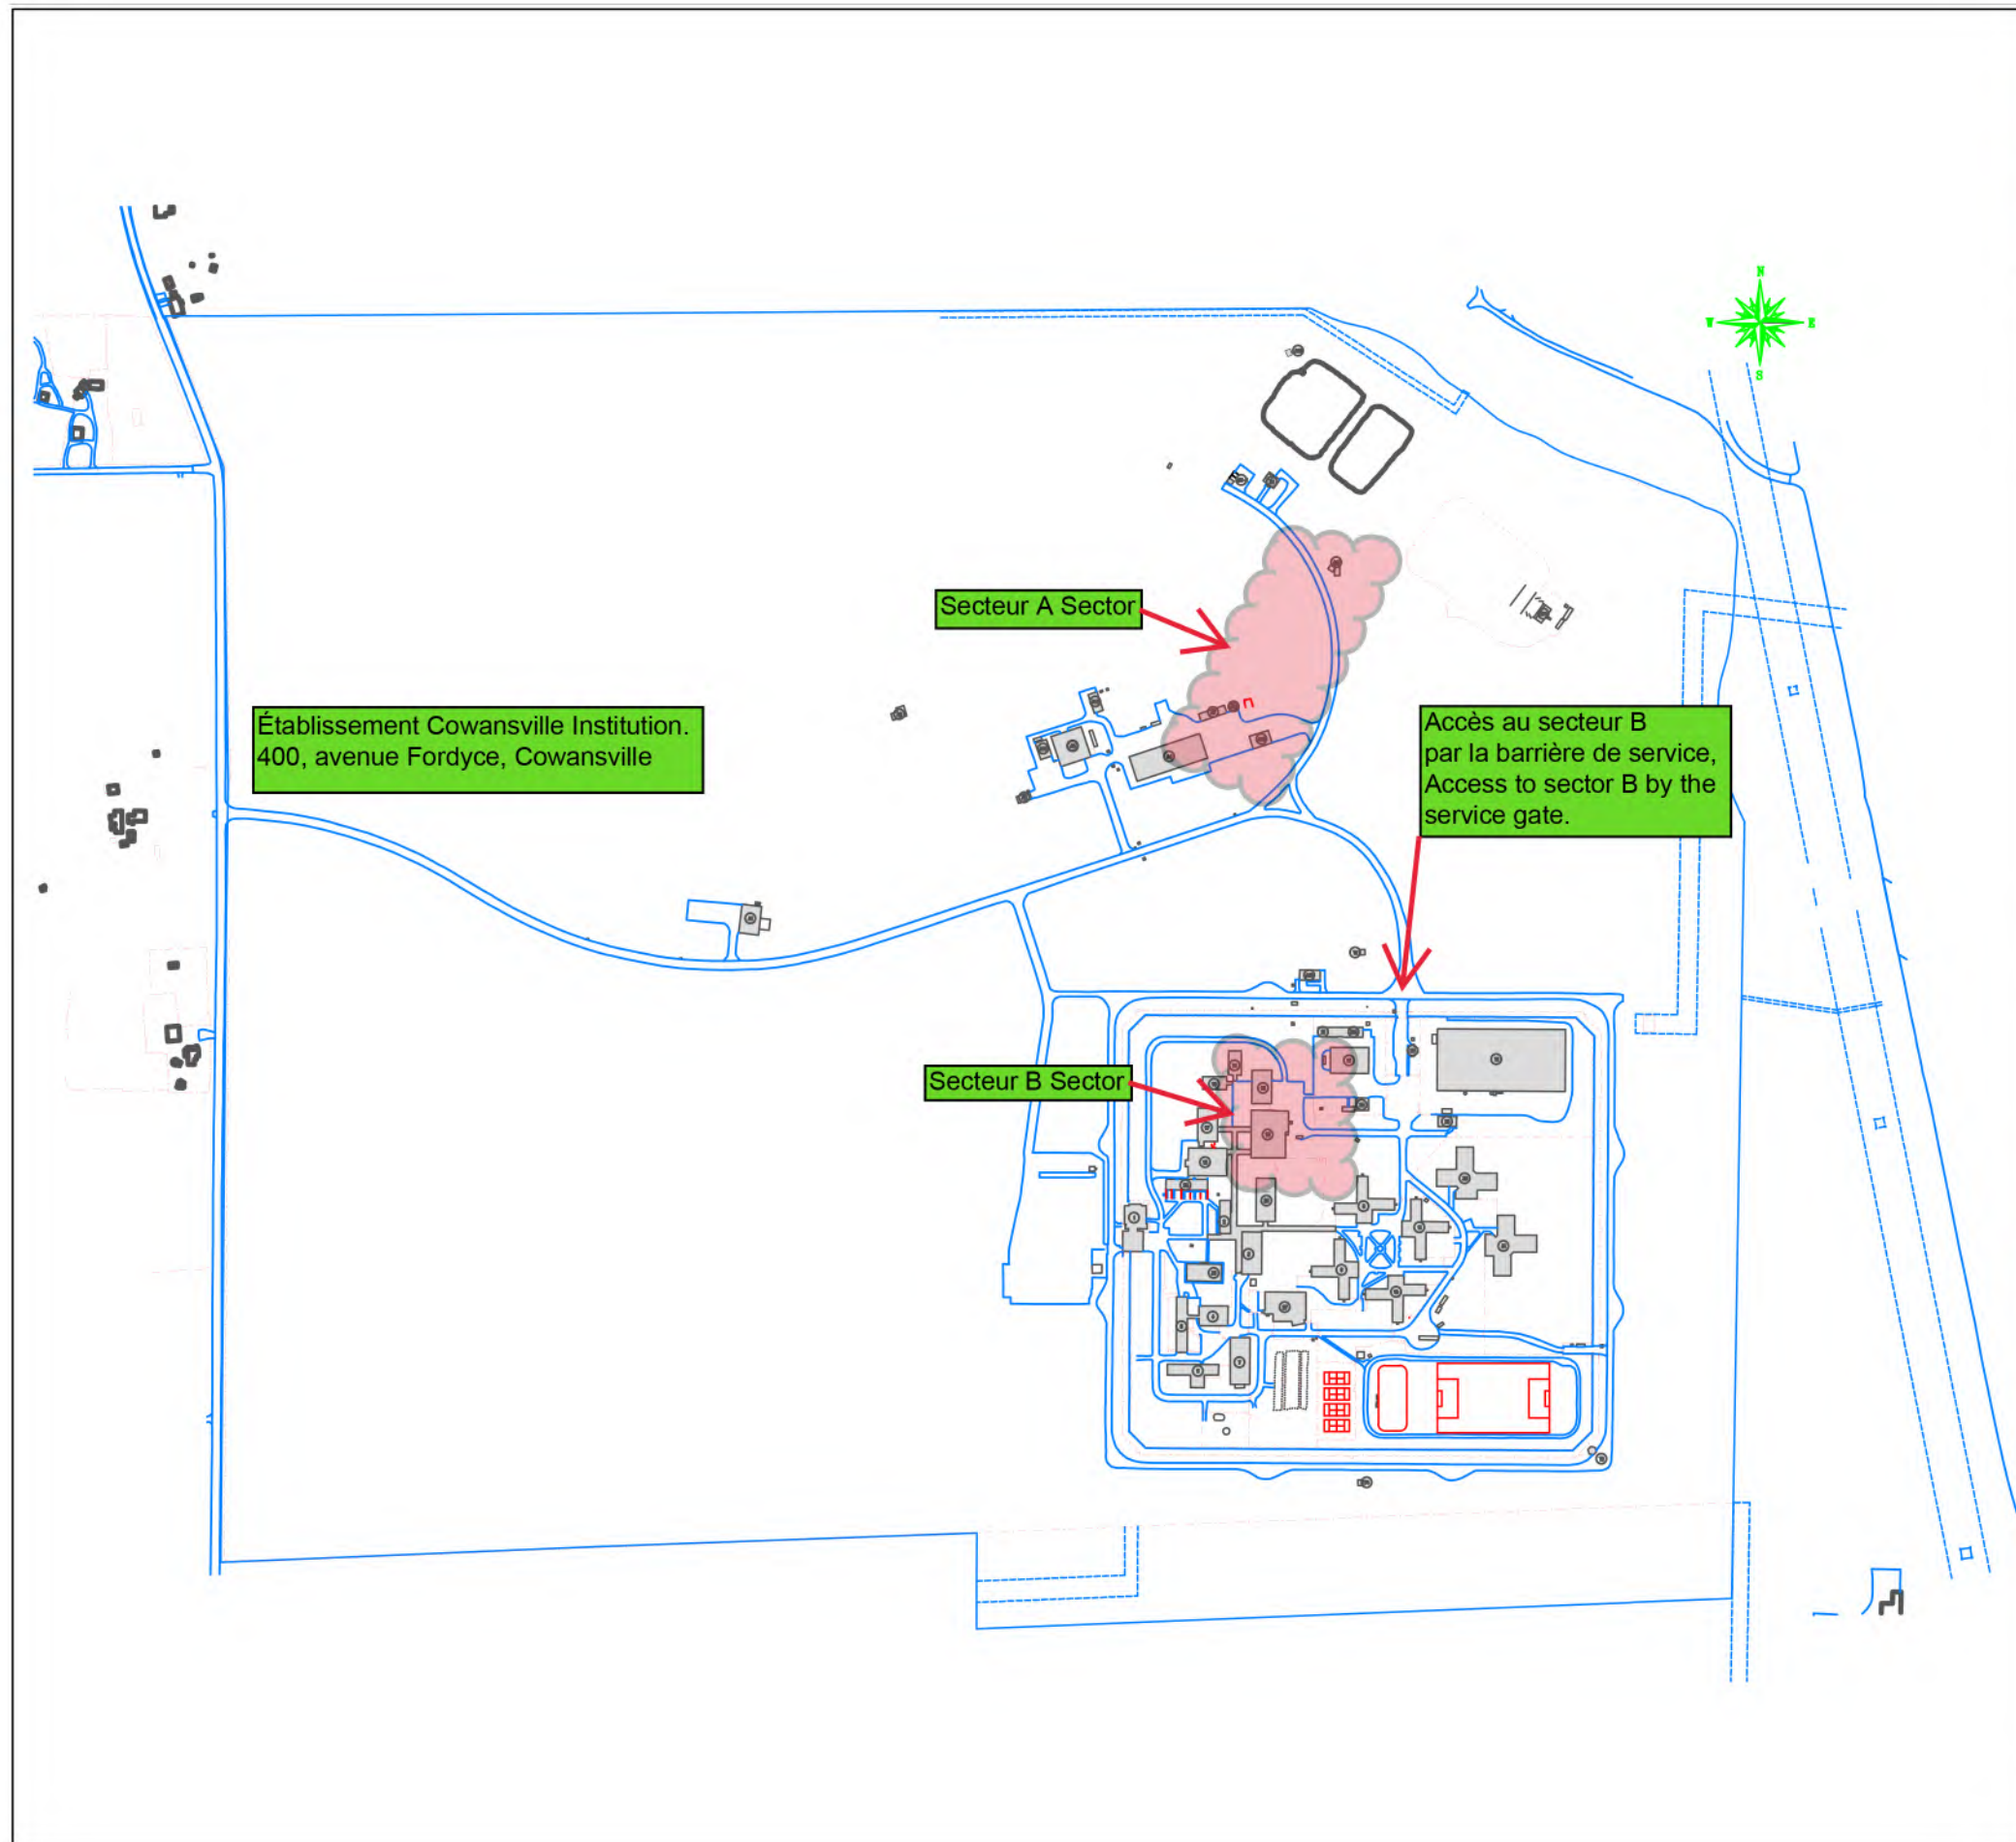 N
W
E
S
Secteur A Sector
Établissement Cowansville Institution.
400, avenue Fordyce, Cowansville
Accès au secteur B
par la barrière de service,
Access to sector B by the
service gate.
Secteur B Sector